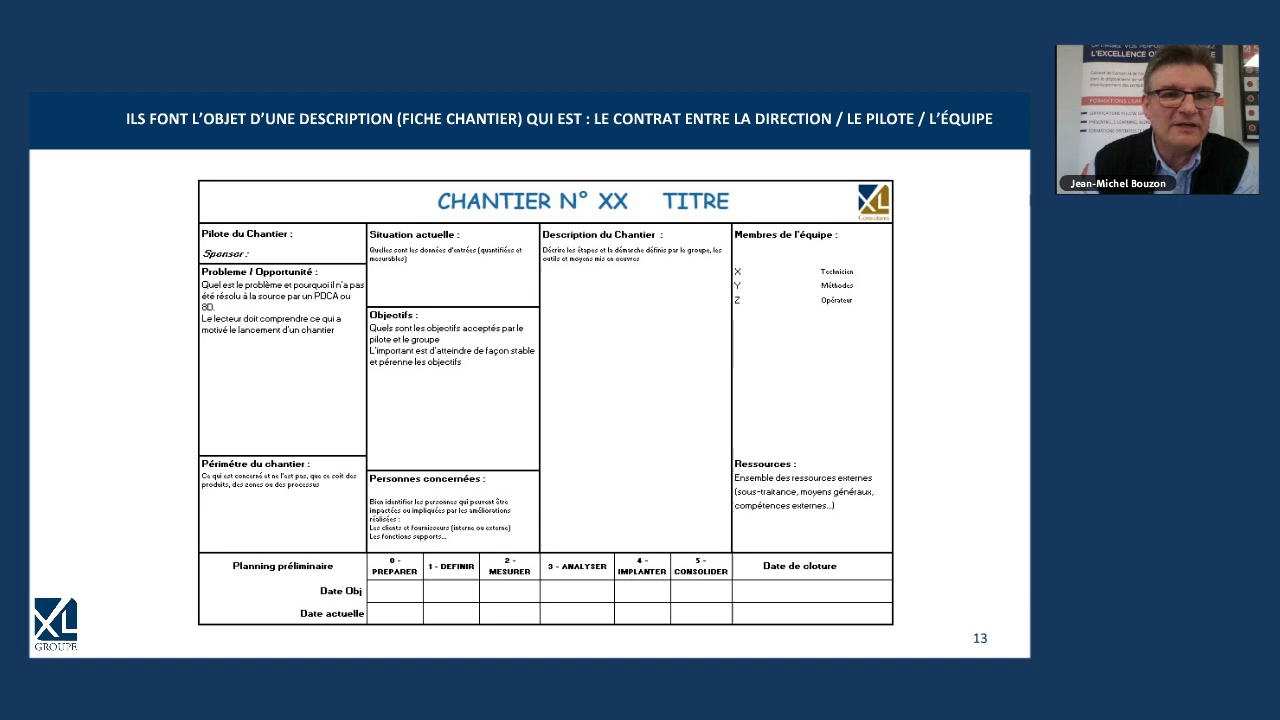 ILS FONT L'OBJET D'UNE DESCRIPTION (FICHE CHANTIER) QUI EST : LE CONTRAT ENTRE LA DIRECTION / LE PILOTE / L'ÉQUIPE
CHANTIER N° XX TITRE
XL
Consultants
Pilote du Chantier :
Sponsor :
Probleme / Opportunité :
Quel est le problème et pourquoi il n'a pas
été résolu à la source par un PDCA ou
8D.
Le lecteur doit comprendre ce qui a
motivé le lancement d'un chantier
Périmétre du chantier :
Ce qui est concerné et ne l'est pas, que ce soit des
produits, des zones ou des processus
Situation actuelle :
Quelles sont les données d'entrées (quantifiées et
mesurables)
Objectifs :
Quels sont les objectifs acceptés par le
pilote et le groupe
L'important est d'atteindre de façon stable
et pérenne les objectifs
Personnes concernées :
Bien identifier les personnes qui peuvent être
impactées ou impliquées par les améliorations
réalisées :
Les clients et fournisseurs (interne ou externe)
Les fonctions supports...
Description du Chantier :
Décrire les étapes et la démarche définis par le groupe, les
outils et moyens mis en oeuvres
Membres de l'équipe :
X Technicien
Y Méthodes
Z Opérateur
Ressources :
Ensemble des ressources externes
(sous-traitance, moyens généraux,
compétences externes...)
Planning préliminaire
0 -
PREPARER
1 - DEFINIR
2 -
MESURER
3 - ANALYSER
4 -
IMPLANTER
5 -
CONSOLIDER
Date de cloture
Date Obj
Date actuelle
XL
GROUPE
13
L'EXCELLENCE
FORMATIONS
Jean-Michel Bouzon